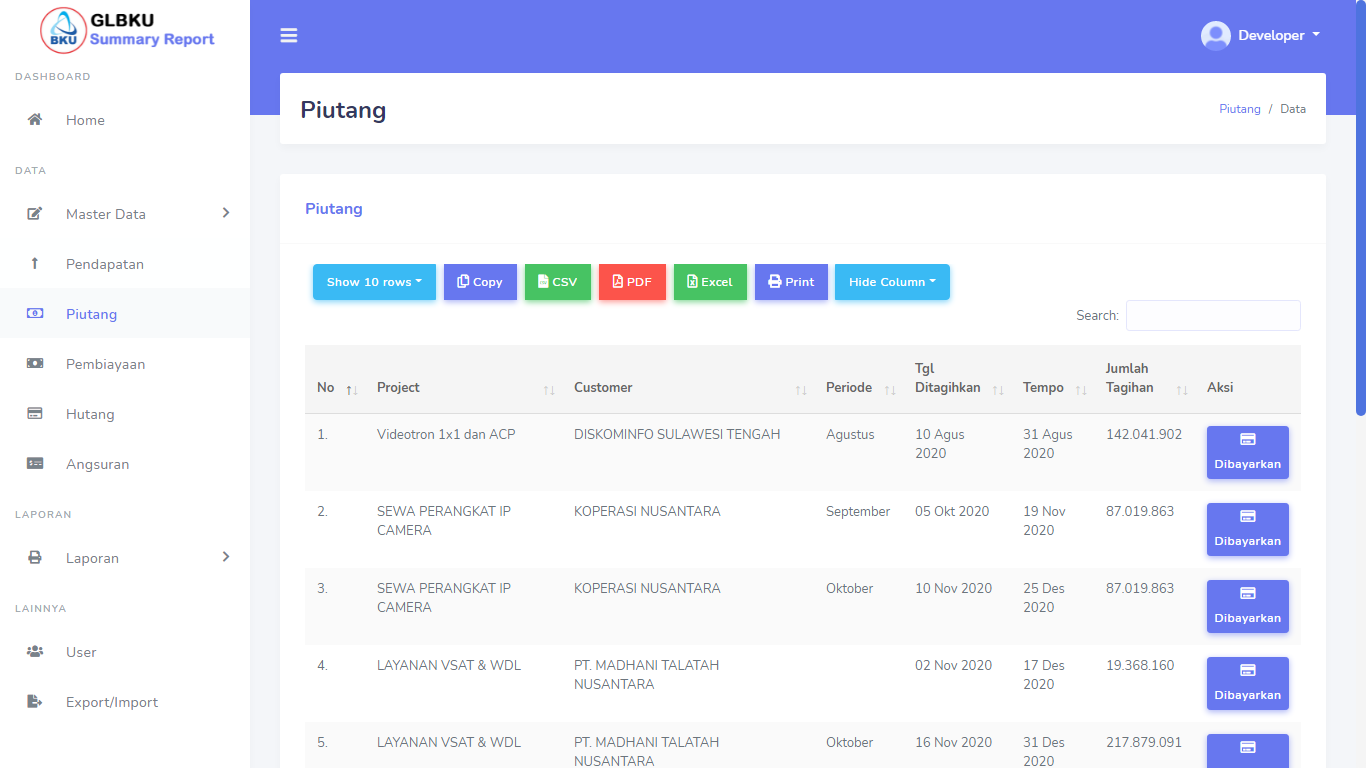 GLBKU
BKU
Summary Report
DASHBOARD
Home
DATA
Master Data
Pendapatan
Piutang
Pembiayaan
Hutang
Angsuran
LAPORAN
Laporan
LAINNYA
User
Export/Import
Developer
Piutang
Piutang / Data
Piutang
Show 10 rows Copy CSV PDF Excel Print Hide Column
Search:
No Project Customer Periode Tgl Ditagihkan Tempo Jumlah Tagihan Aksi
1. Videotron 1x1 dan ACP DISKOMINFO SULAWESI TENGAH Agustus 10 Agus 2020 31 Agus 2020 142.041.902 Dibayarkan
2. SEWA PERANGKAT IP CAMERA KOPERASI NUSANTARA September 05 Okt 2020 19 Nov 2020 87.019.863 Dibayarkan
3. SEWA PERANGKAT IP CAMERA KOPERASI NUSANTARA Oktober 10 Nov 2020 25 Des 2020 87.019.863 Dibayarkan
4. LAYANAN VSAT & WDL PT. MADHANI TALATAH NUSANTARA 02 Nov 2020 17 Des 2020 19.368.160 Dibayarkan
5. LAYANAN VSAT & WDL PT. MADHANI TALATAH NUSANTARA Oktober 16 Nov 2020 31 Des 2020 217.879.091